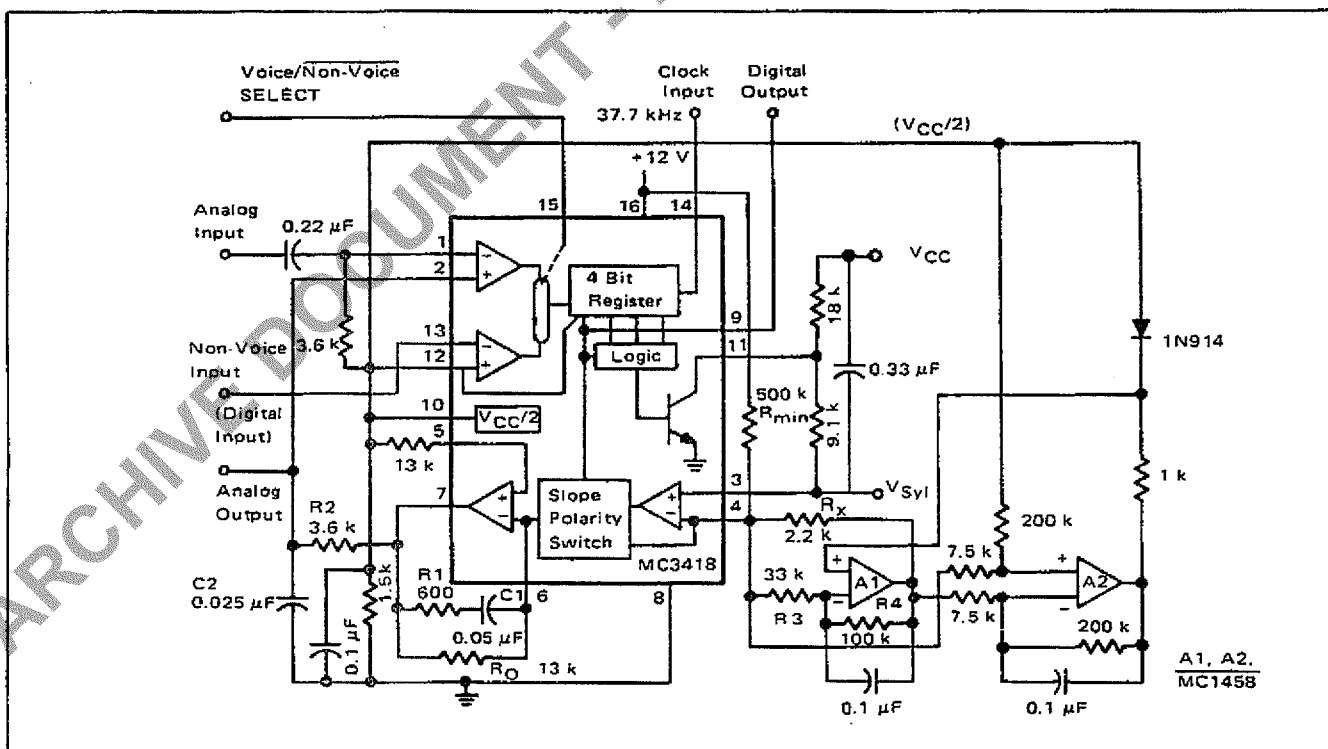 ARCHIVE DOCUMENT -
Voice/Non-Voice
SELECT
Clock
Input
37.7 kHz
Digital
Output
(VCC/2)
+12 V
15
16
14
Analog
Input
0.22 µF
1
2
−
+
4 Bit
Register
VCC
18 k
9
11
1N914
13
12
−
+
Logic
Non-Voice
Input
3.6 k
(Digital
Input)
0.33 µF
500 k
Rmin
9.1 k
10
VCC/2
5
13 k
Analog
Output
7
+
−
Slope
Polarity
Switch
+
−
3
4
VSyl
1 k
MC3418
Rx
2.2 k
200 k
R2
3.6 k
7.5 k
+
−
A1
+
−
A2
C2
0.025 µF
1.5 k
R1
600
C1
6
8
33 k
R3
R4
7.5 k
0.1 µF
0.05 µF
100 k
200 k
RO
13 k
0.1 µF
0.1 µF
A1, A2,
MC1458